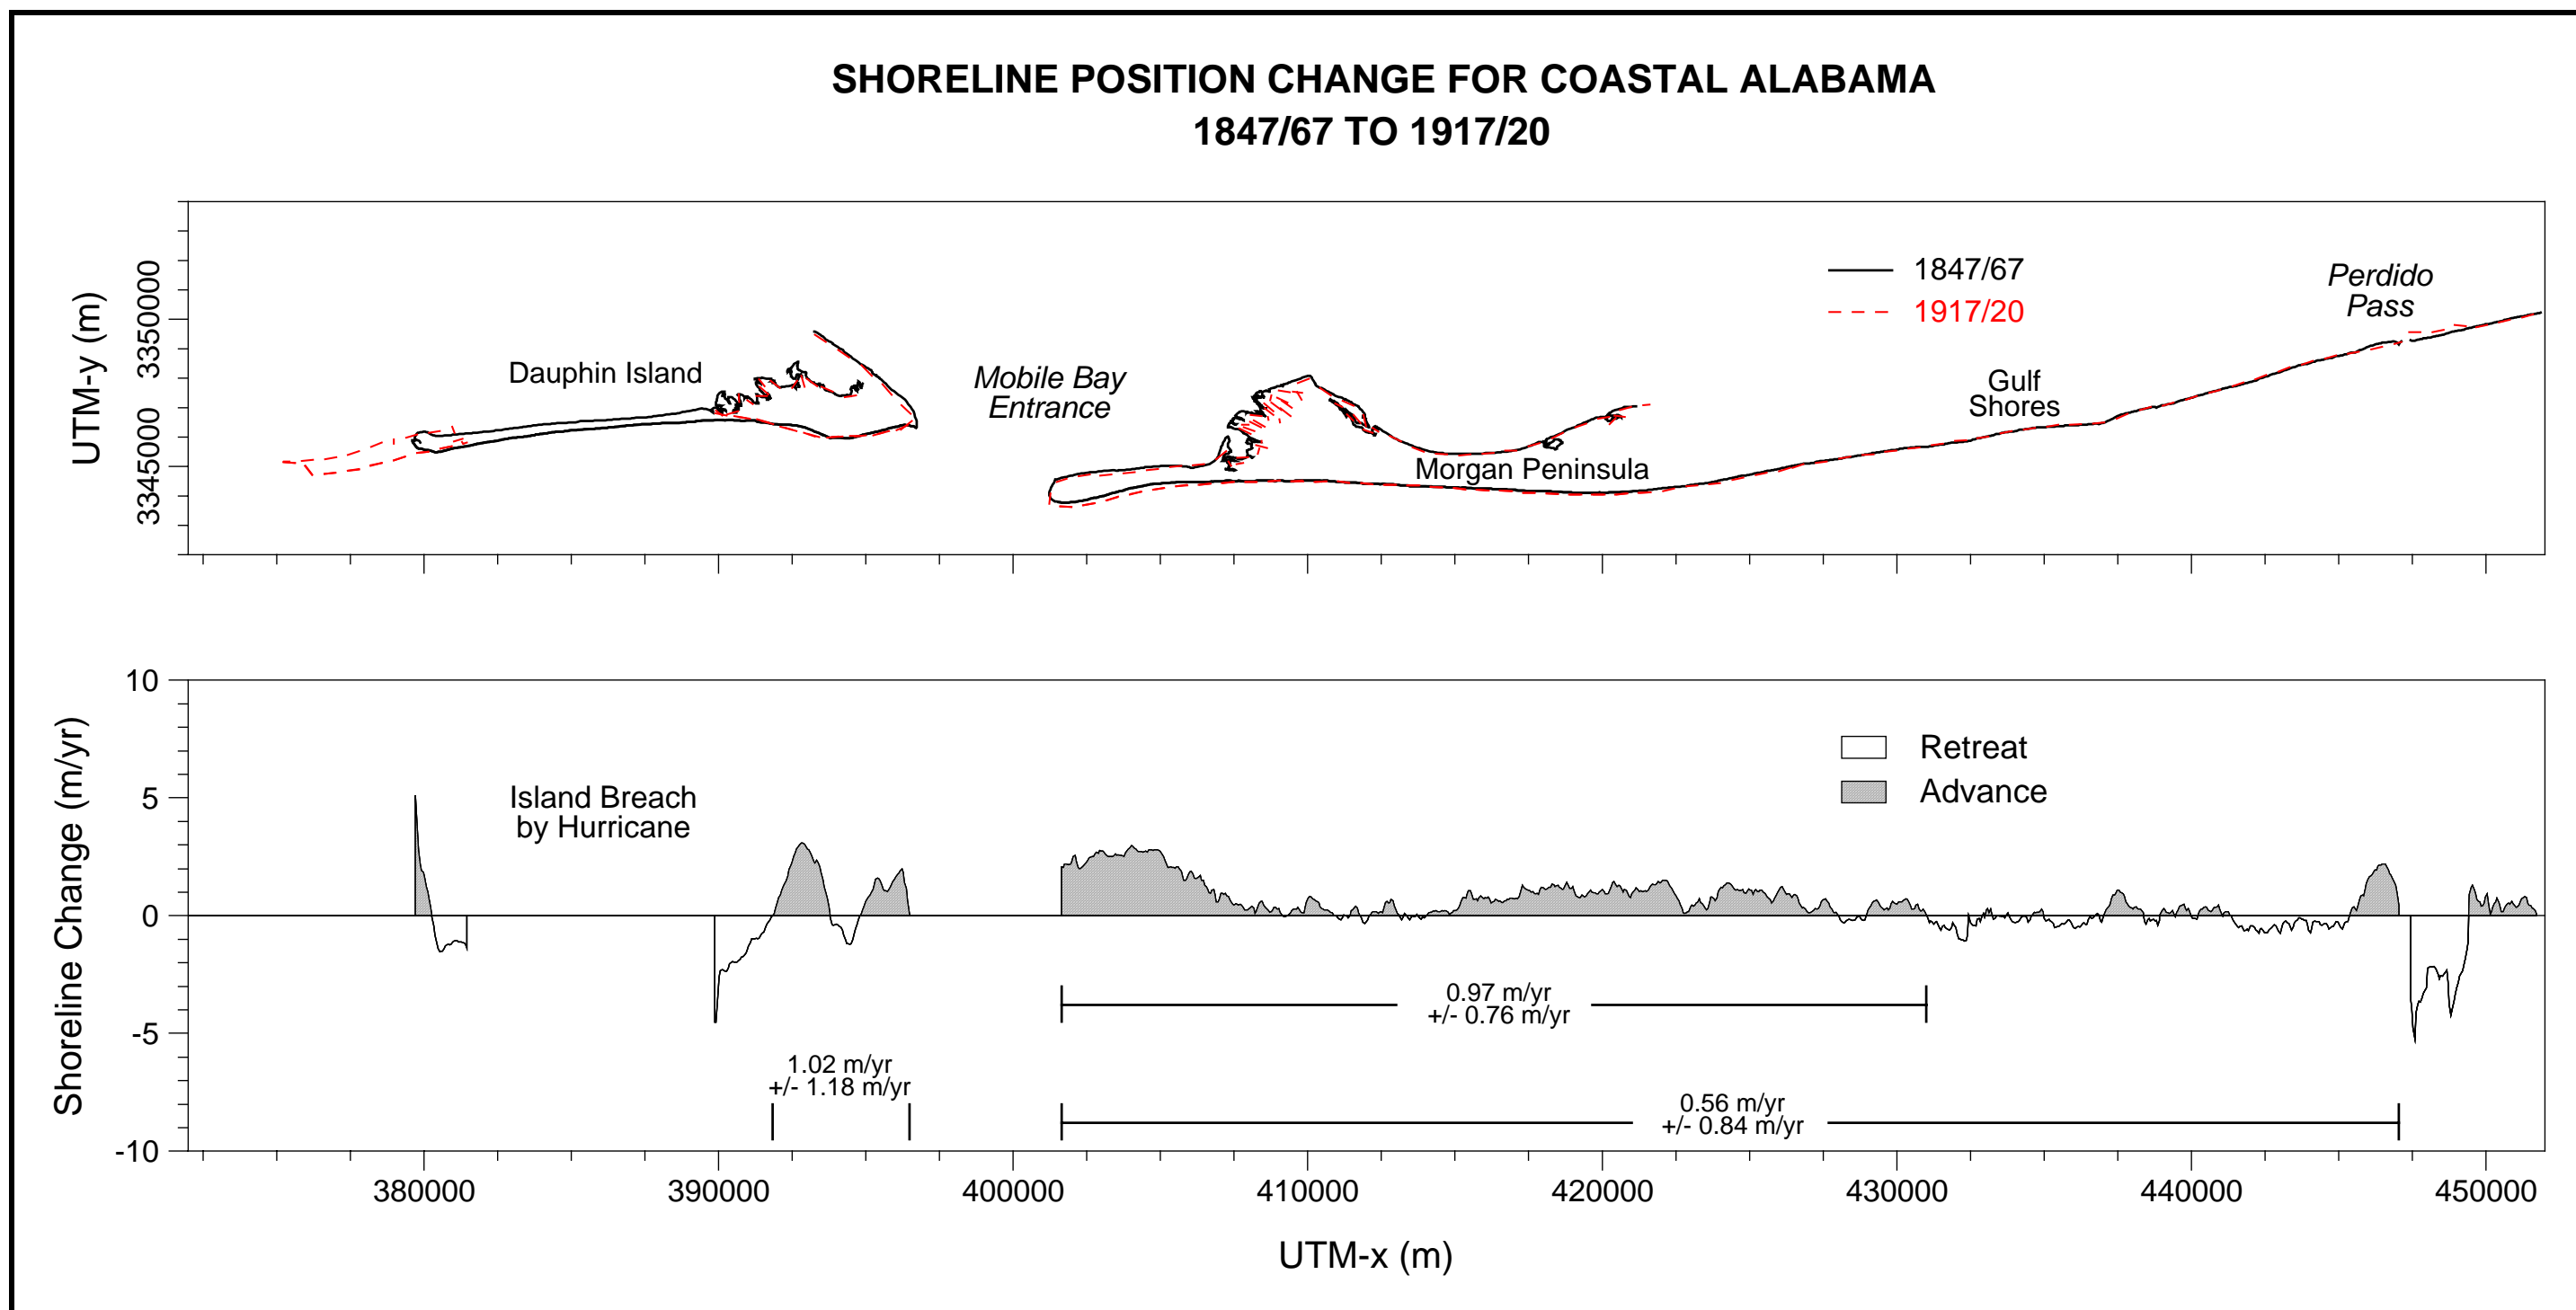 SHORELINE POSITION CHANGE FOR COASTAL ALABAMA
1847/67 TO 1917/20
UTM-y (m)
3350000
3345000
Dauphin Island
Mobile Bay
Entrance
1847/67
1917/20
Perdido
Pass
Gulf
Shores
Morgan Peninsula
Shoreline Change (m/yr)
10
5
0
-5
-10
Island Breach
by Hurricane
Retreat
Advance
0.97 m/yr
+/- 0.76 m/yr
1.02 m/yr
+/- 1.18 m/yr
0.56 m/yr
+/- 0.84 m/yr
380000
390000
400000
410000
420000
430000
440000
450000
UTM-x (m)